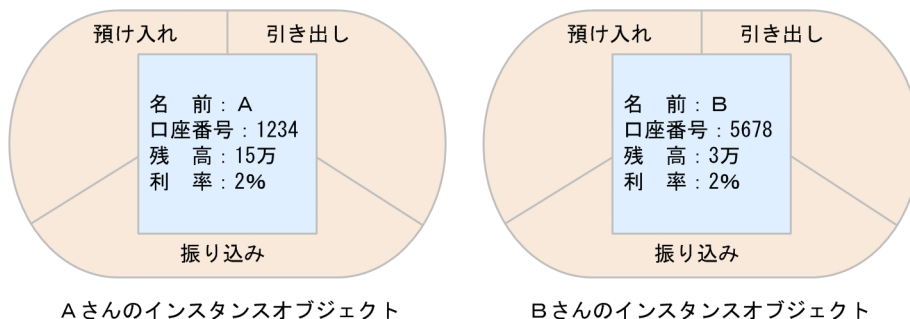 預け入れ 引き出し
名　前：Ａ
口座番号：1234
残　高：15万
利　率：2%
振り込み
Ａさんのインスタンスオブジェクト
預け入れ 引き出し
名　前：Ｂ
口座番号：5678
残　高：3万
利　率：2%
振り込み
Ｂさんのインスタンスオブジェクト